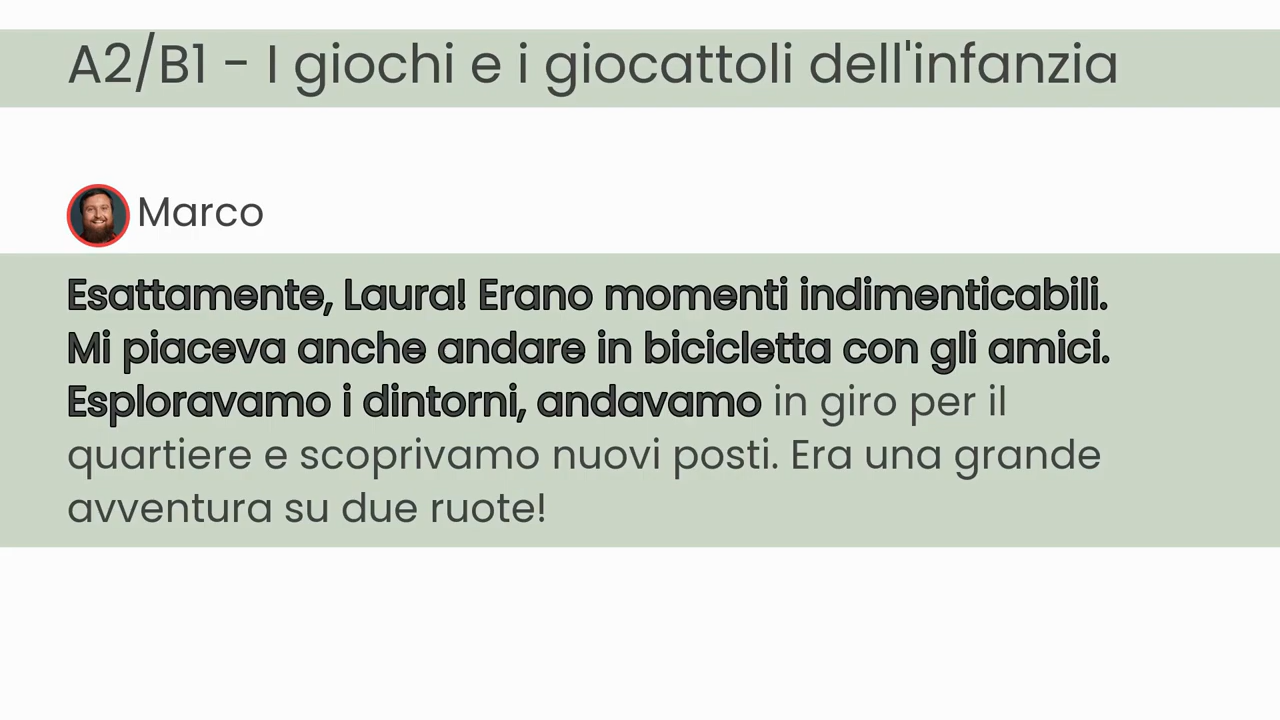 A2/B1 - I giochi e i giocattoli dell'infanzia
Marco
Esattamente, Laura! Erano momenti indimenticabili.
Mi piaceva anche andare in bicicletta con gli amici.
Esploravamo i dintorni, andavamo in giro per il
quartiere e scoprivamo nuovi posti. Era una grande
avventura su due ruote!